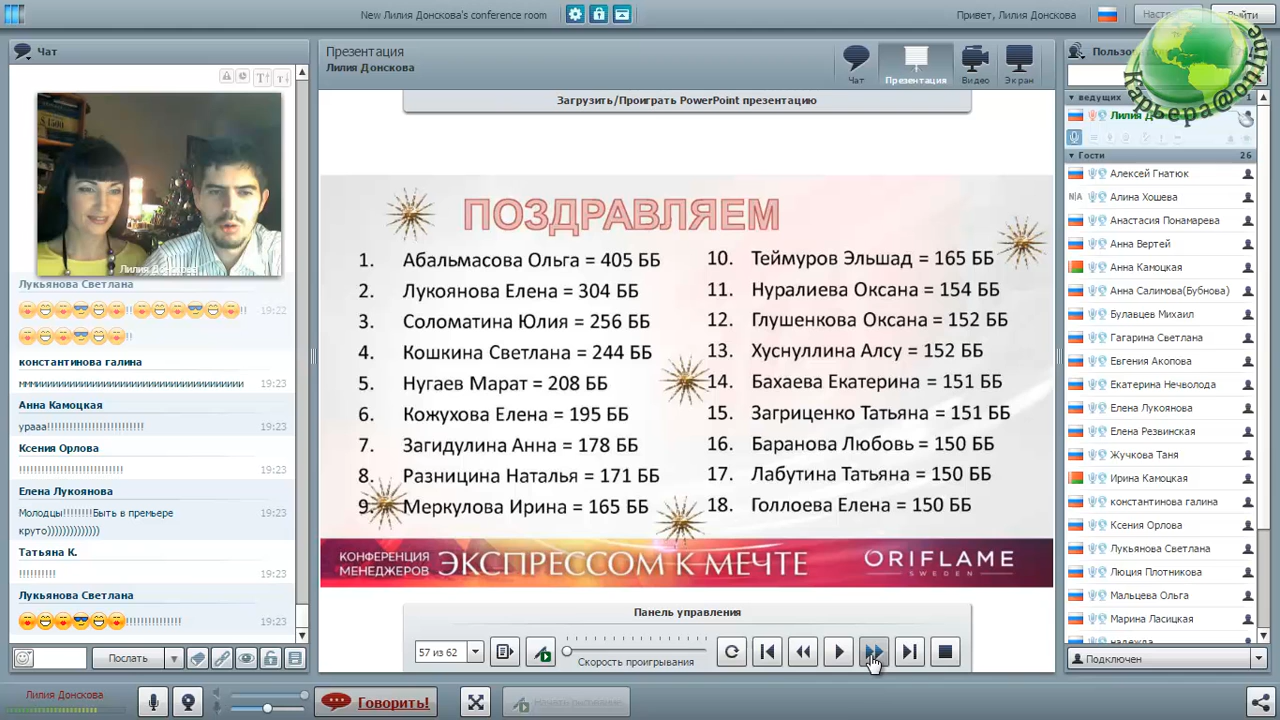 New Лилия Донскова's conference room
Привет, Лилия Донскова
Выйти
Чат
Лилия Донскова
Лукьянова Светлана
!! !!
19:22
константинова галина
19:23
Анна Камоцкая
урааа!!!!!!!!!!!!!!!!!!!!!!!!!!
19:23
Ксения Орлова
!!!!!!!!!!!!!!!!!!!!!!!!!!!!
19:23
Елена Лукоянова
Молодцы!!!!!!!!Быть в премьере
круто))))))))))))))
19:23
Татьяна К.
!!!!!!!!!!
19:23
Лукьянова Светлана
!!!!!!!!!!!!!!!
19:23
Послать
Презентация
Лилия Донскова
Чат
Презентация
Видео
Экран
Загрузить/Проиграть PowerPoint презентацию
ПОЗДРАВЛЯЕМ
1. Абальмасова Ольга = 405 ББ
2. Лукоянова Елена = 304 ББ
3. Соломатина Юлия = 256 ББ
4. Кошкина Светлана = 244 ББ
5. Нугаев Марат = 208 ББ
6. Кожухова Елена = 195 ББ
7. Загидулина Анна = 178 ББ
8. Разницина Наталья = 171 ББ
9. Меркулова Ирина = 165 ББ
10. Теймуров Эльшад = 165 ББ
11. Нуралиева Оксана = 154 ББ
12. Глушенкова Оксана = 152 ББ
13. Хуснуллина Алсу = 152 ББ
14. Бахаева Екатерина = 151 ББ
15. Загриценко Татьяна = 151 ББ
16. Баранова Любовь = 150 ББ
17. Лабутина Татьяна = 150 ББ
18. Голлоева Елена = 150 ББ
КОНФЕРЕНЦИЯ
МЕНЕДЖЕРОВ
ЭКСПРЕССОМ К МЕЧТЕ
ORIFLAME
SWEDEN
Панель управления
57 из 62
Скорость проигрывания
Карьера@online
ведущих 1
Лилия
Гости 26
Алексей Гнатюк
N/A Алина Хошева
Анастасия Понамарева
Анна Вертей
Анна Камоцкая
Анна Салимова(Бубнова)
Булавцев Михаил
Гагарина Светлана
Евгения Акопова
Екатерина Нечволода
Елена Лукоянова
Елена Резвинская
Жучкова Таня
Ирина Камоцкая
константинова галина
Ксения Орлова
Лукьянова Светлана
Люция Плотникова
Мальцева Ольга
Марина Ласицкая
надежда
Подключен
Лилия Донскова
Говорить!